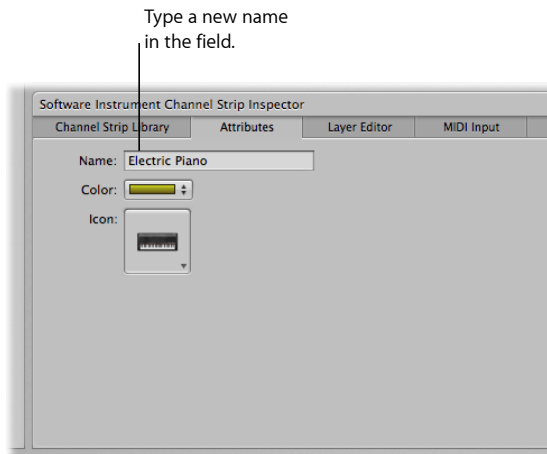 Type a new name
in the field.
Software Instrument Channel Strip Inspector
Channel Strip Library Attributes Layer Editor MIDI Input
Name: Electric Piano
Color:
Icon: